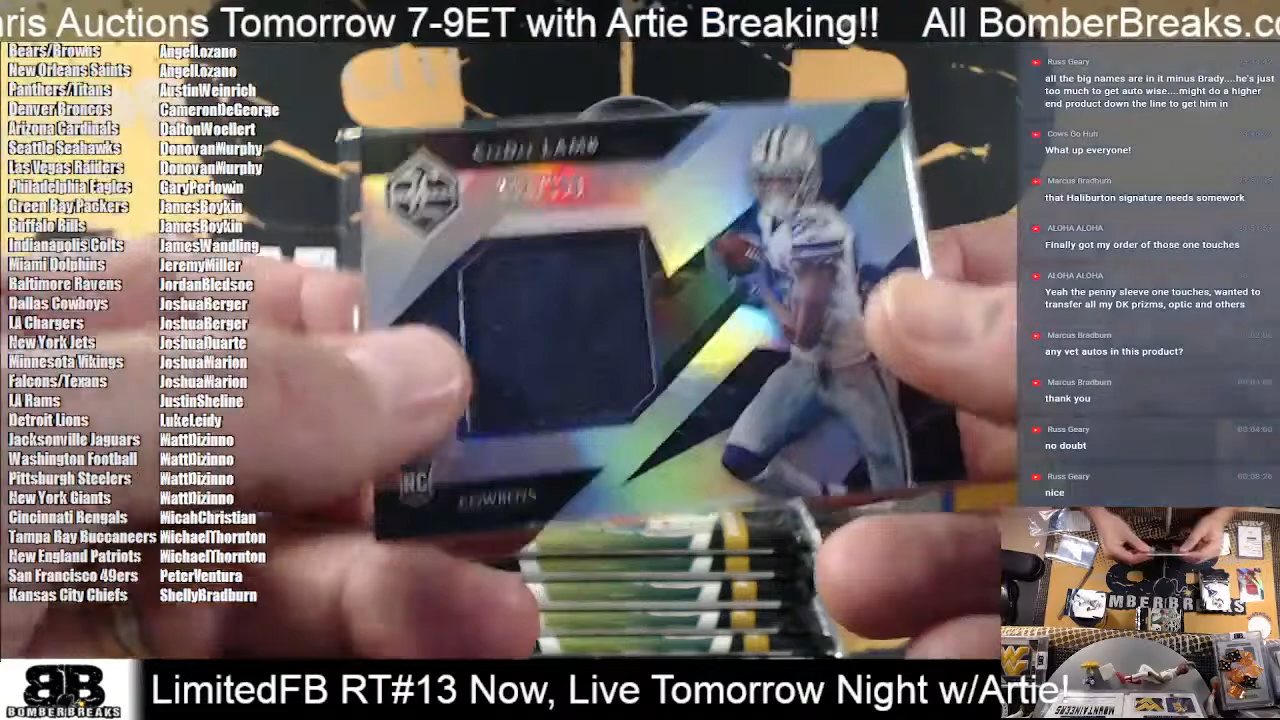 ris Auctions Tomorrow 7-9ET with Artie Breaking!! All BomberBreaks.co
Bears/Browns AngelLozano
New Orleans Saints AngelLozano
Panthers/Titans AustinWeinrich
Denver Broncos CameronDeGeorge
Arizona Cardinals DaltonWoellert
Seattle Seahawks DonovanMurphy
Las Vegas Raiders DonovanMurphy
Philadelphia Eagles GaryPerlowin
Green Bay Packers JamesBoykin
Buffalo Bills JamesBoykin
Indianapolis Colts JamesWandling
Miami Dolphins JeremyMiller
Baltimore Ravens JordanBledsoe
Dallas Cowboys JoshuaBerger
LA Chargers JoshuaBerger
New York Jets JoshuaDuarte
Minnesota Vikings JoshuaMarion
Falcons/Texans JoshuaMarion
LA Rams JustinSheline
Detroit Lions LukeLeidy
Jacksonville Jaguars MattDizinno
Washington Football MattDizinno
Pittsburgh Steelers MattDizinno
New York Giants MattDizinno
Cincinnati Bengals MicahChristian
Tampa Bay Buccaneers MichaelThornton
New England Patriots MichaelThornton
San Francisco 49ers PeterVentura
Kansas City Chiefs ShellyBradburn
CEEDEE LAMB
RC
COWBOYS
Russ Geary
all the big names are in it minus Brady....he's just
too much to get auto wise....might do a higher
end product down the line to get him in
Cows Go Huh
What up everyone!
Marcus Bradburn
that Haliburton signature needs somework
ALOHA ALOHA
Finally got my order of those one touches
ALOHA ALOHA
Yeah the penny sleeve one touches, wanted to
transfer all my DK prizms, optic and others
Marcus Bradburn
any vet autos in this product?
Marcus Bradburn
thank you
Russ Geary 00:04:60
no doubt
Russ Geary 00:08:26
nice
MBERBREAKS
MOUNTAINEERS
BB
BOMBERBREAKS
LimitedFB RT#13 Now, Live Tomorrow Night w/Artie!